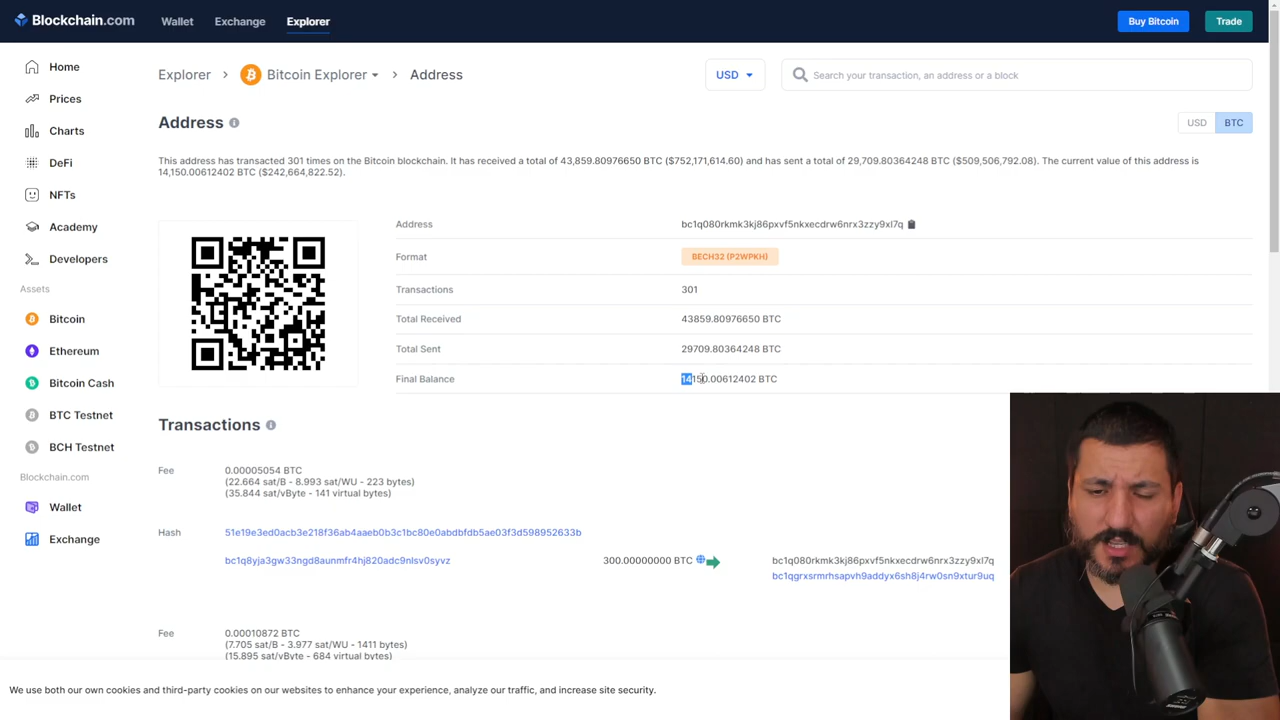 Blockchain.com Wallet Exchange Explorer Buy Bitcoin Trade
Home
Prices
Charts
DeFi
NFTs
Academy
Developers
Assets
Bitcoin
Ethereum
Bitcoin Cash
BTC Testnet
BCH Testnet
Blockchain.com
Wallet
Exchange
Explorer > Bitcoin Explorer > Address USD Search your transaction, an address or a block
Address USD BTC
This address has transacted 301 times on the Bitcoin blockchain. It has received a total of 43,859.80976650 BTC ($752,171,614.60) and has sent a total of 29,709.80364248 BTC ($509,506,792.08). The current value of this address is
14,150.00612402 BTC ($242,664,822.52).
Address bc1q080rkmk3kj86pxvf5nkxecdrw6nrx3zzy9xl7q
Format BECH32 (P2WPKH)
Transactions 301
Total Received 43859.80976650 BTC
Total Sent 29709.80364248 BTC
Final Balance 14150.00612402 BTC
Transactions
Fee 0.00005054 BTC
(22.664 sat/B - 8.993 sat/WU - 223 bytes)
(35.844 sat/vByte - 141 virtual bytes)
Hash 51e19e3ed0acb3e218f36ab4aaeb0b3c1bc80e0abdbfdb5ae03f3d598952633b
bc1q8yja3gw33ngd8aunmfr4hj820adc9nlsv0syvz 300.00000000 BTC bc1q080rkmk3kj86pxvf5nkxecdrw6nrx3zzy9xl7q
bc1qgrxsrmrhsapvh9addyx6sh8j4rw0sn9xtur9uq
Fee 0.00010872 BTC
(7.705 sat/B - 3.977 sat/WU - 1411 bytes)
(15.895 sat/vByte - 684 virtual bytes)
We use both our own cookies and third-party cookies on our websites to enhance your experience, analyze our traffic, and increase site security.